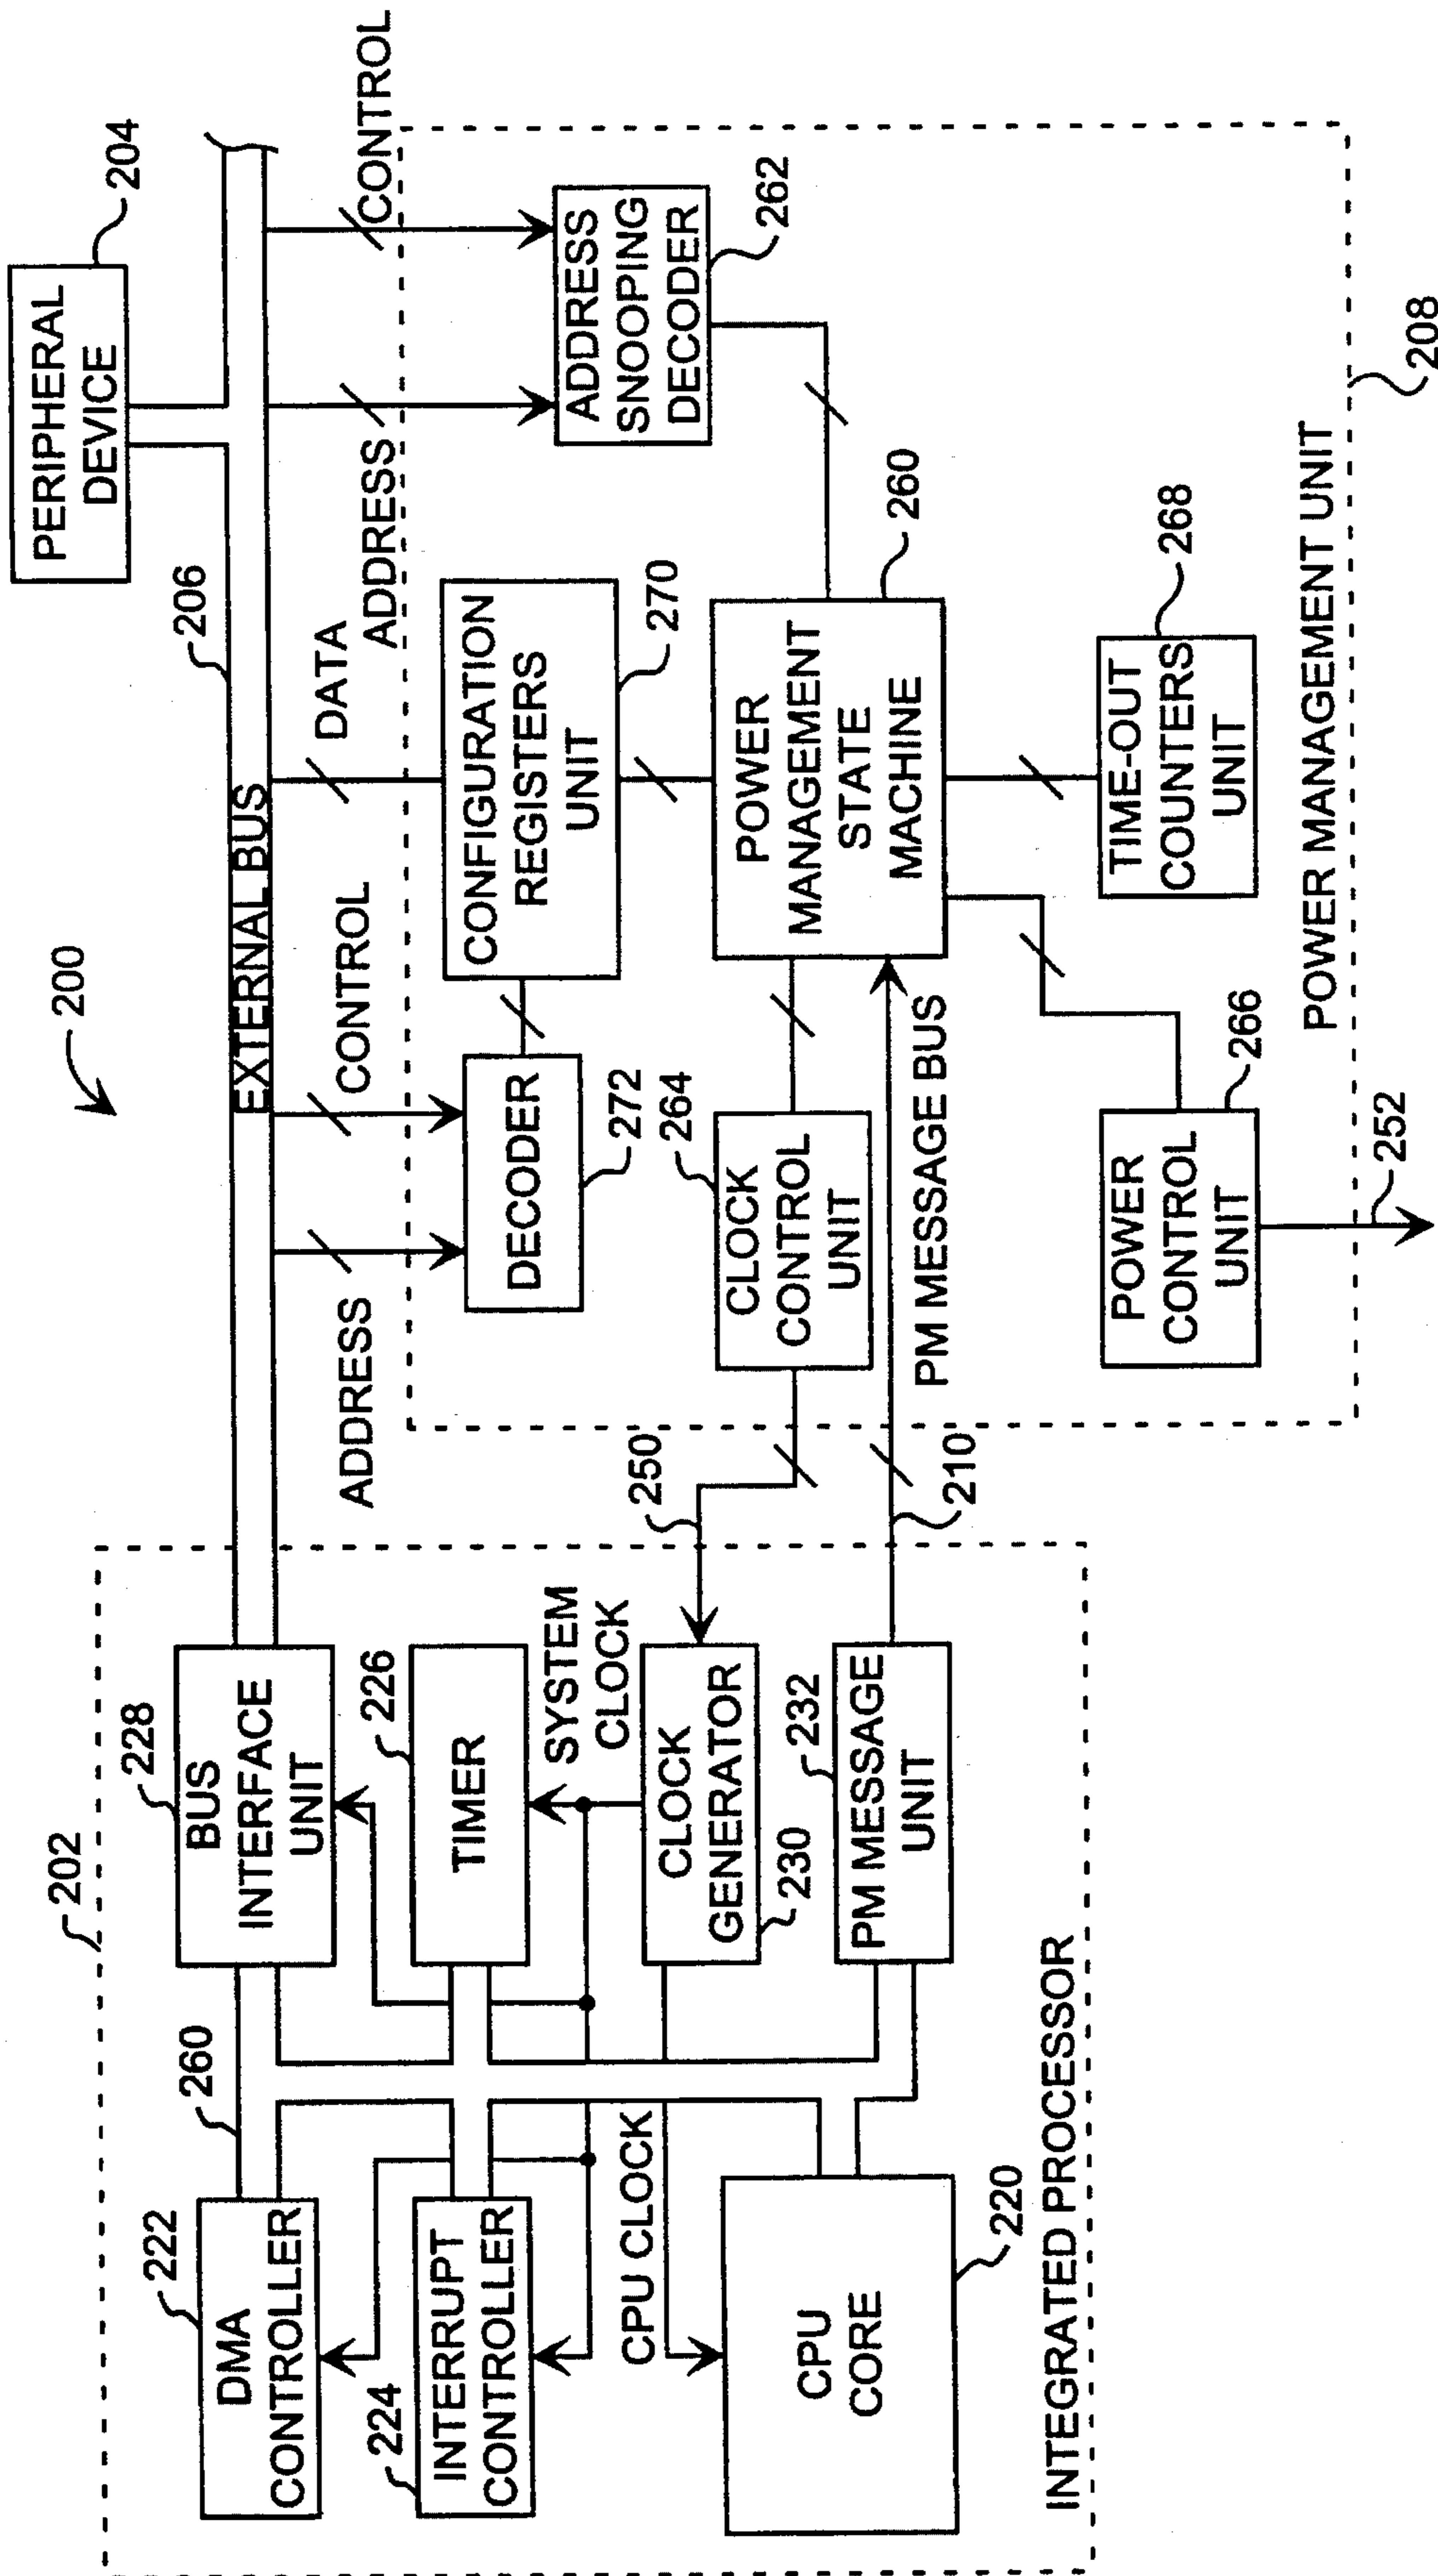 200
202
INTEGRATED PROCESSOR
222
DMA
CONTROLLER
260
228
BUS
INTERFACE
UNIT
224
INTERRUPT
CONTROLLER
226
TIMER
SYSTEM
CLOCK
CPU CLOCK
CPU
CORE
220
CLOCK
GENERATOR
230
232
PM MESSAGE
UNIT
250
210
EXTERNAL BUS
206
PERIPHERAL
DEVICE
204
ADDRESS
CONTROL
DATA
ADDRESS
CONTROL
DECODER
272
CONFIGURATION
REGISTERS
UNIT
270
ADDRESS
SNOOPING
DECODER
262
264
CLOCK
CONTROL
UNIT
PM MESSAGE BUS
POWER
MANAGEMENT
STATE
MACHINE
260
POWER
CONTROL
UNIT
266
252
TIME-OUT
COUNTERS
UNIT
268
POWER MANAGEMENT UNIT
208